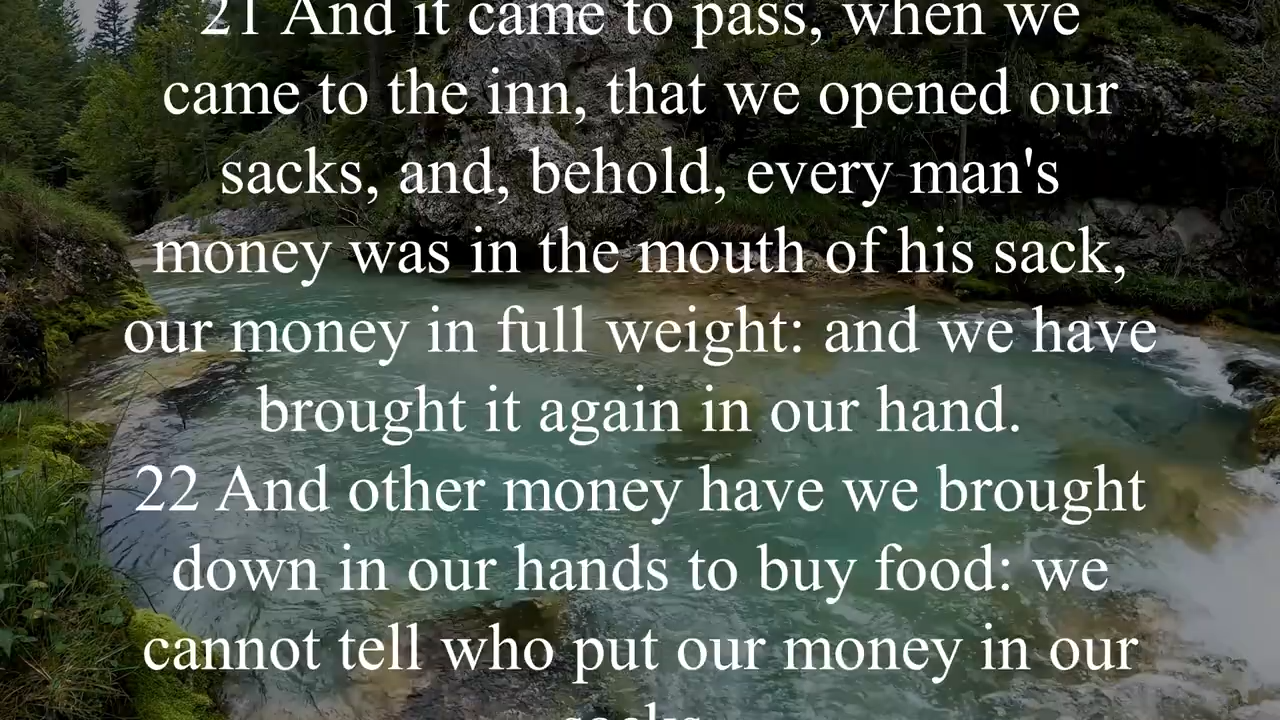 21 And it came to pass, when we
came to the inn, that we opened our
sacks, and, behold, every man's
money was in the mouth of his sack,
our money in full weight: and we have
brought it again in our hand.
22 And other money have we brought
down in our hands to buy food: we
cannot tell who put our money in our
sacks